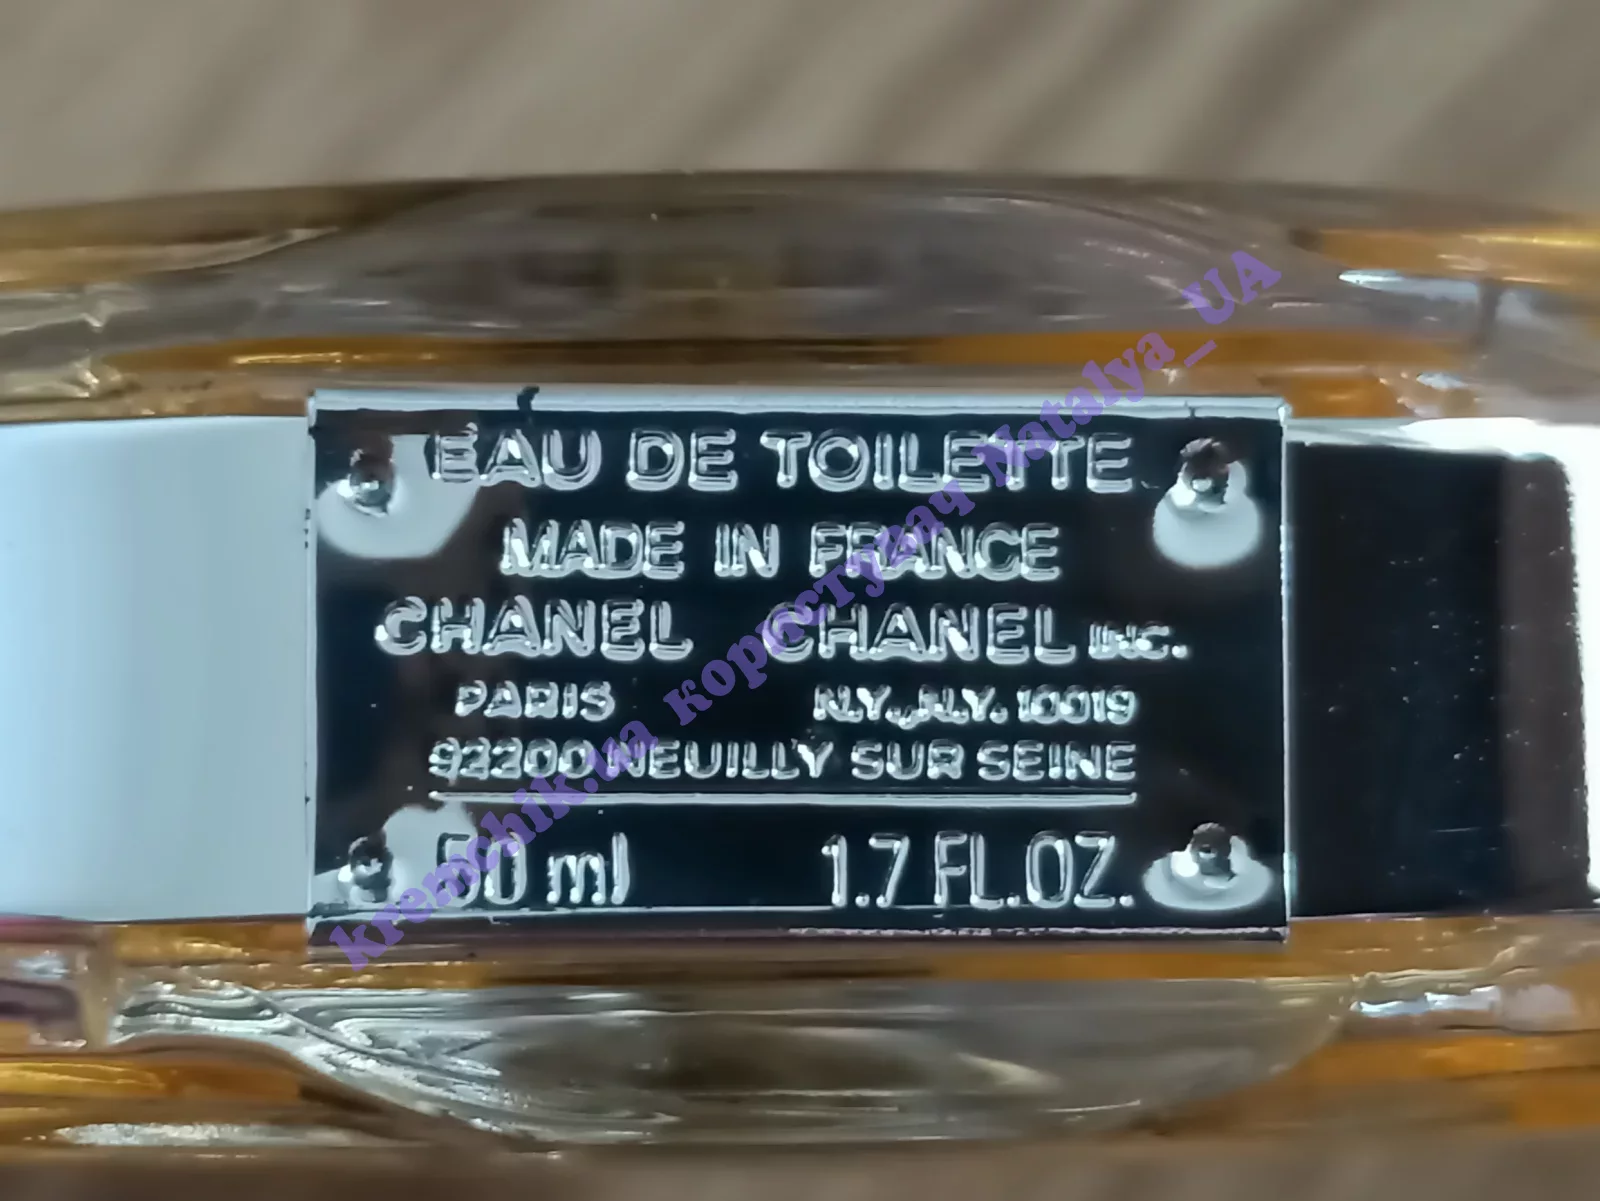 EAU DE TOILETTE
MADE IN FRANCE
CHANEL CHANEL INC.
PARIS N.Y., N.Y. 10019
92200 NEUILLY SUR SEINE
50 ml 1.7 FL.OZ.
kremchik.ua користувач Natalya_UA